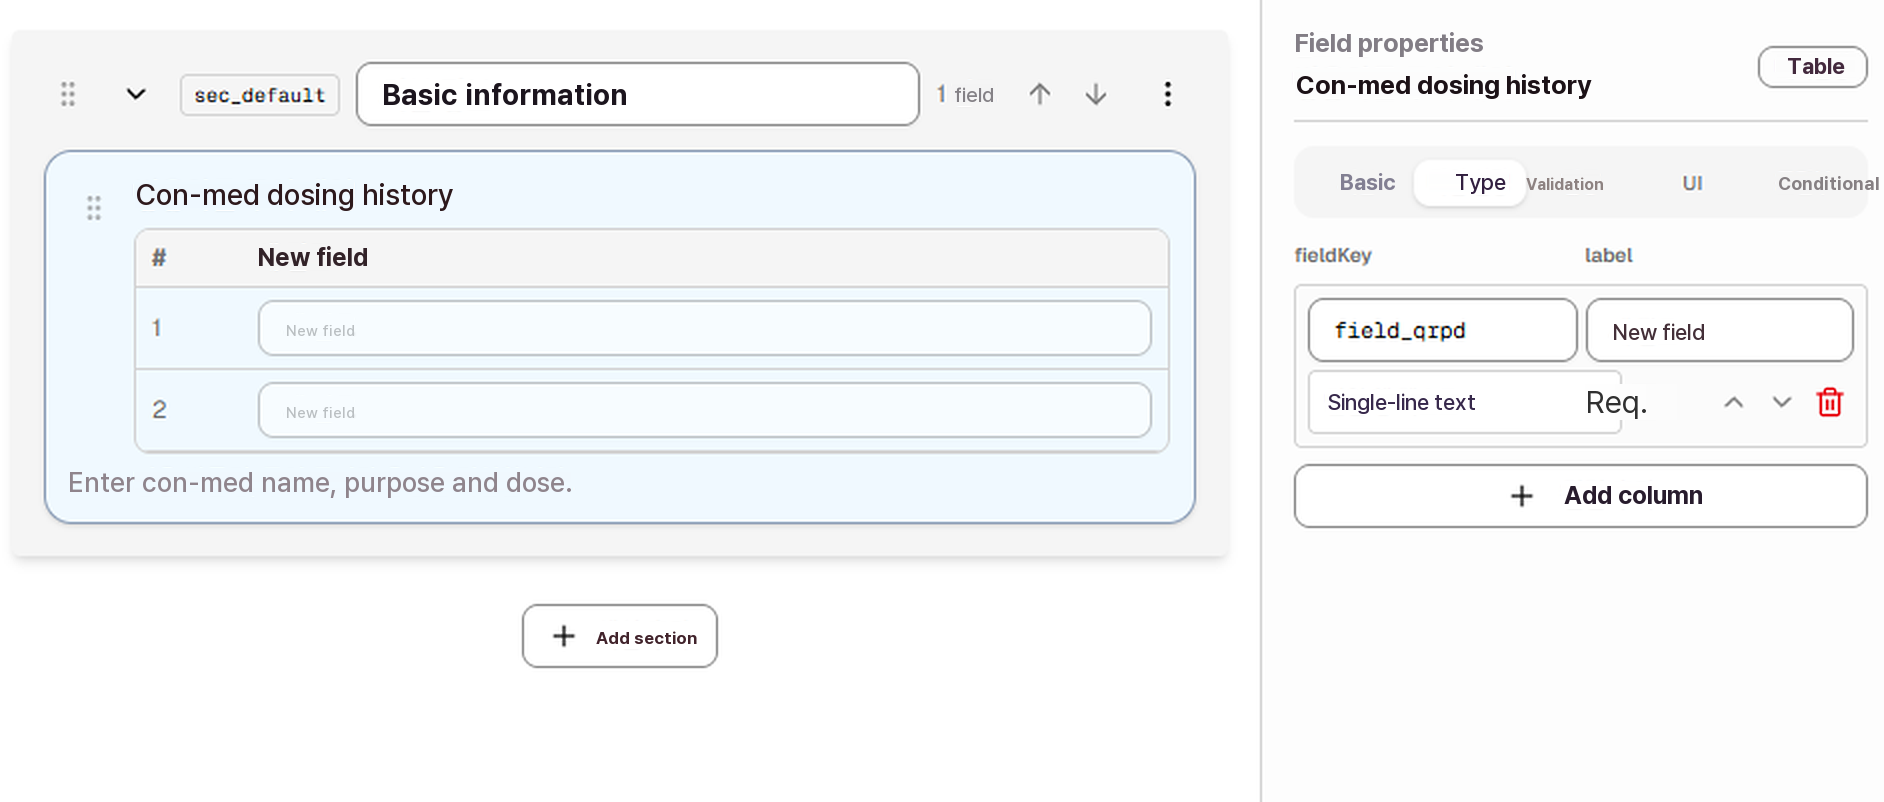 sec_default
Basic information
1 field
Con-med dosing history
# New field
1 New field
2 New field
Enter con-med name, purpose and dose.
Add section
Field properties
Con-med dosing history
Table
Basic Type Validation UI Conditional
fieldKey label
field_qrpd New field
Single-line text Req.
Add column